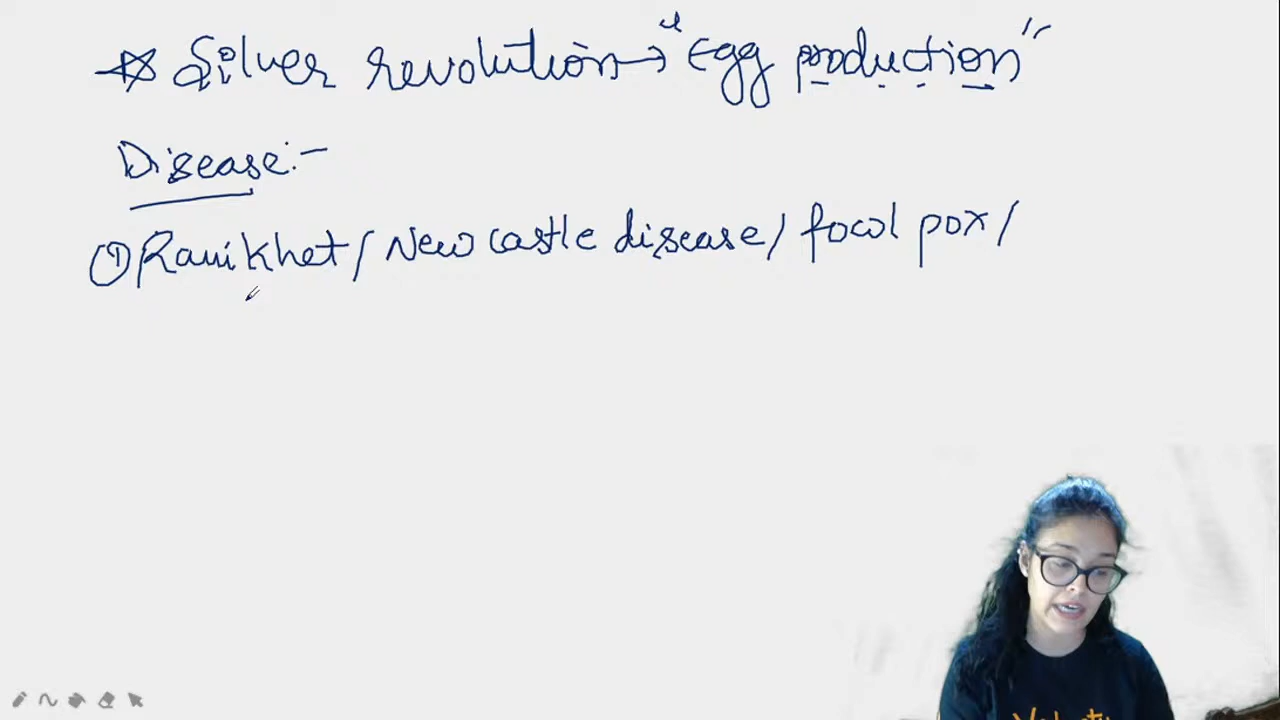 ☆ Silver revolution → "Egg production"
Disease:-
① Ranikhet / New castle disease / fowl pox /